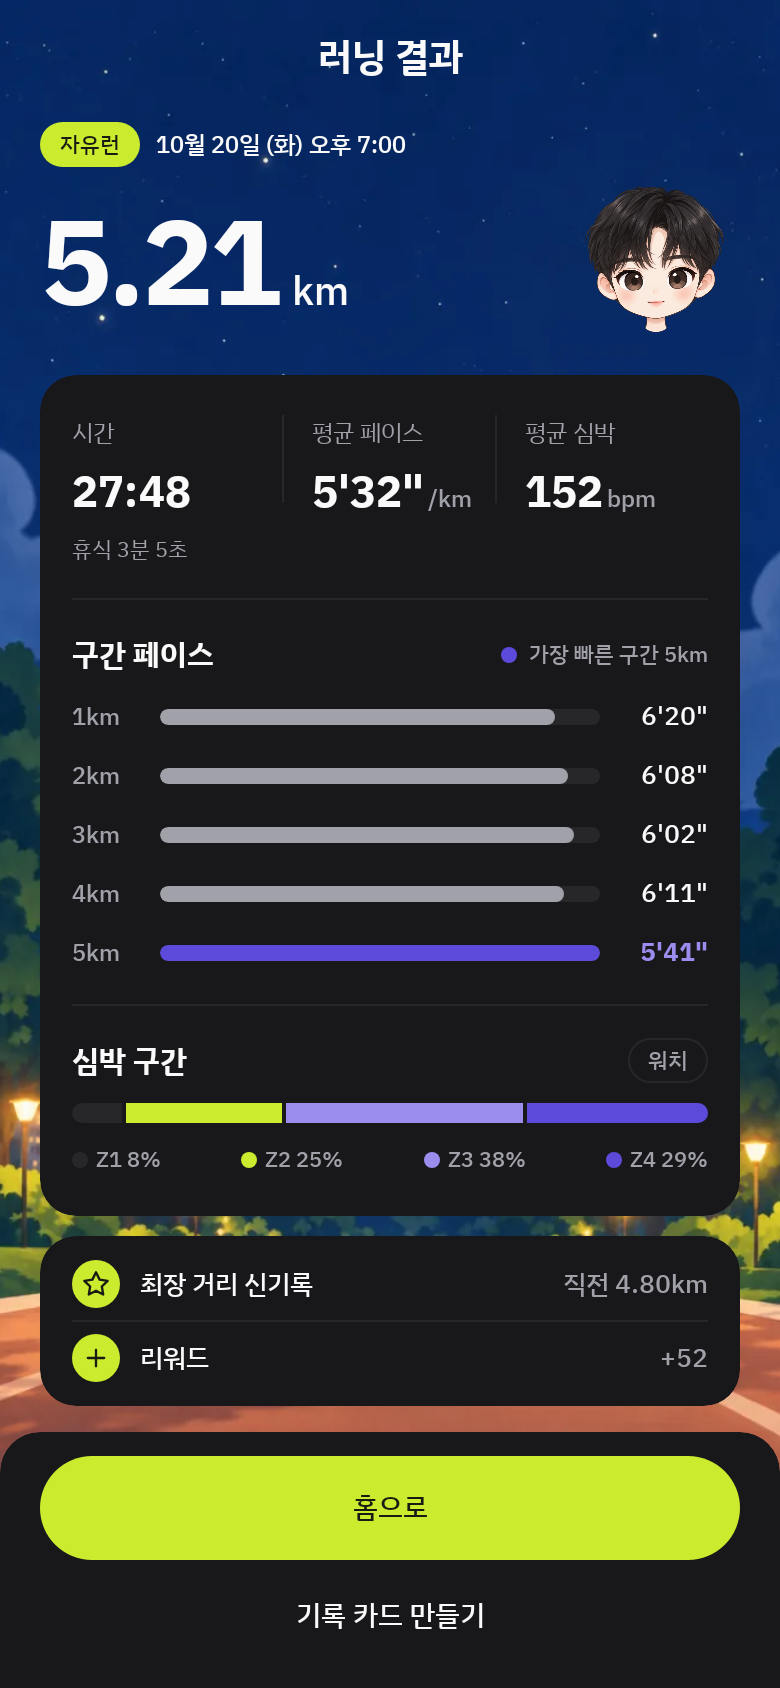 러닝 결과
자유런 10월 20일 (화) 오후 7:00
5.21 km
시간 평균 페이스 평균 심박
27:48 5'32" /km 152 bpm
휴식 3분 5초
구간 페이스 가장 빠른 구간 5km
1km 6'20"
2km 6'08"
3km 6'02"
4km 6'11"
5km 5'41"
심박 구간 워치
Z1 8% Z2 25% Z3 38% Z4 29%
최장 거리 신기록 직전 4.80km
리워드 +52
홈으로
기록 카드 만들기